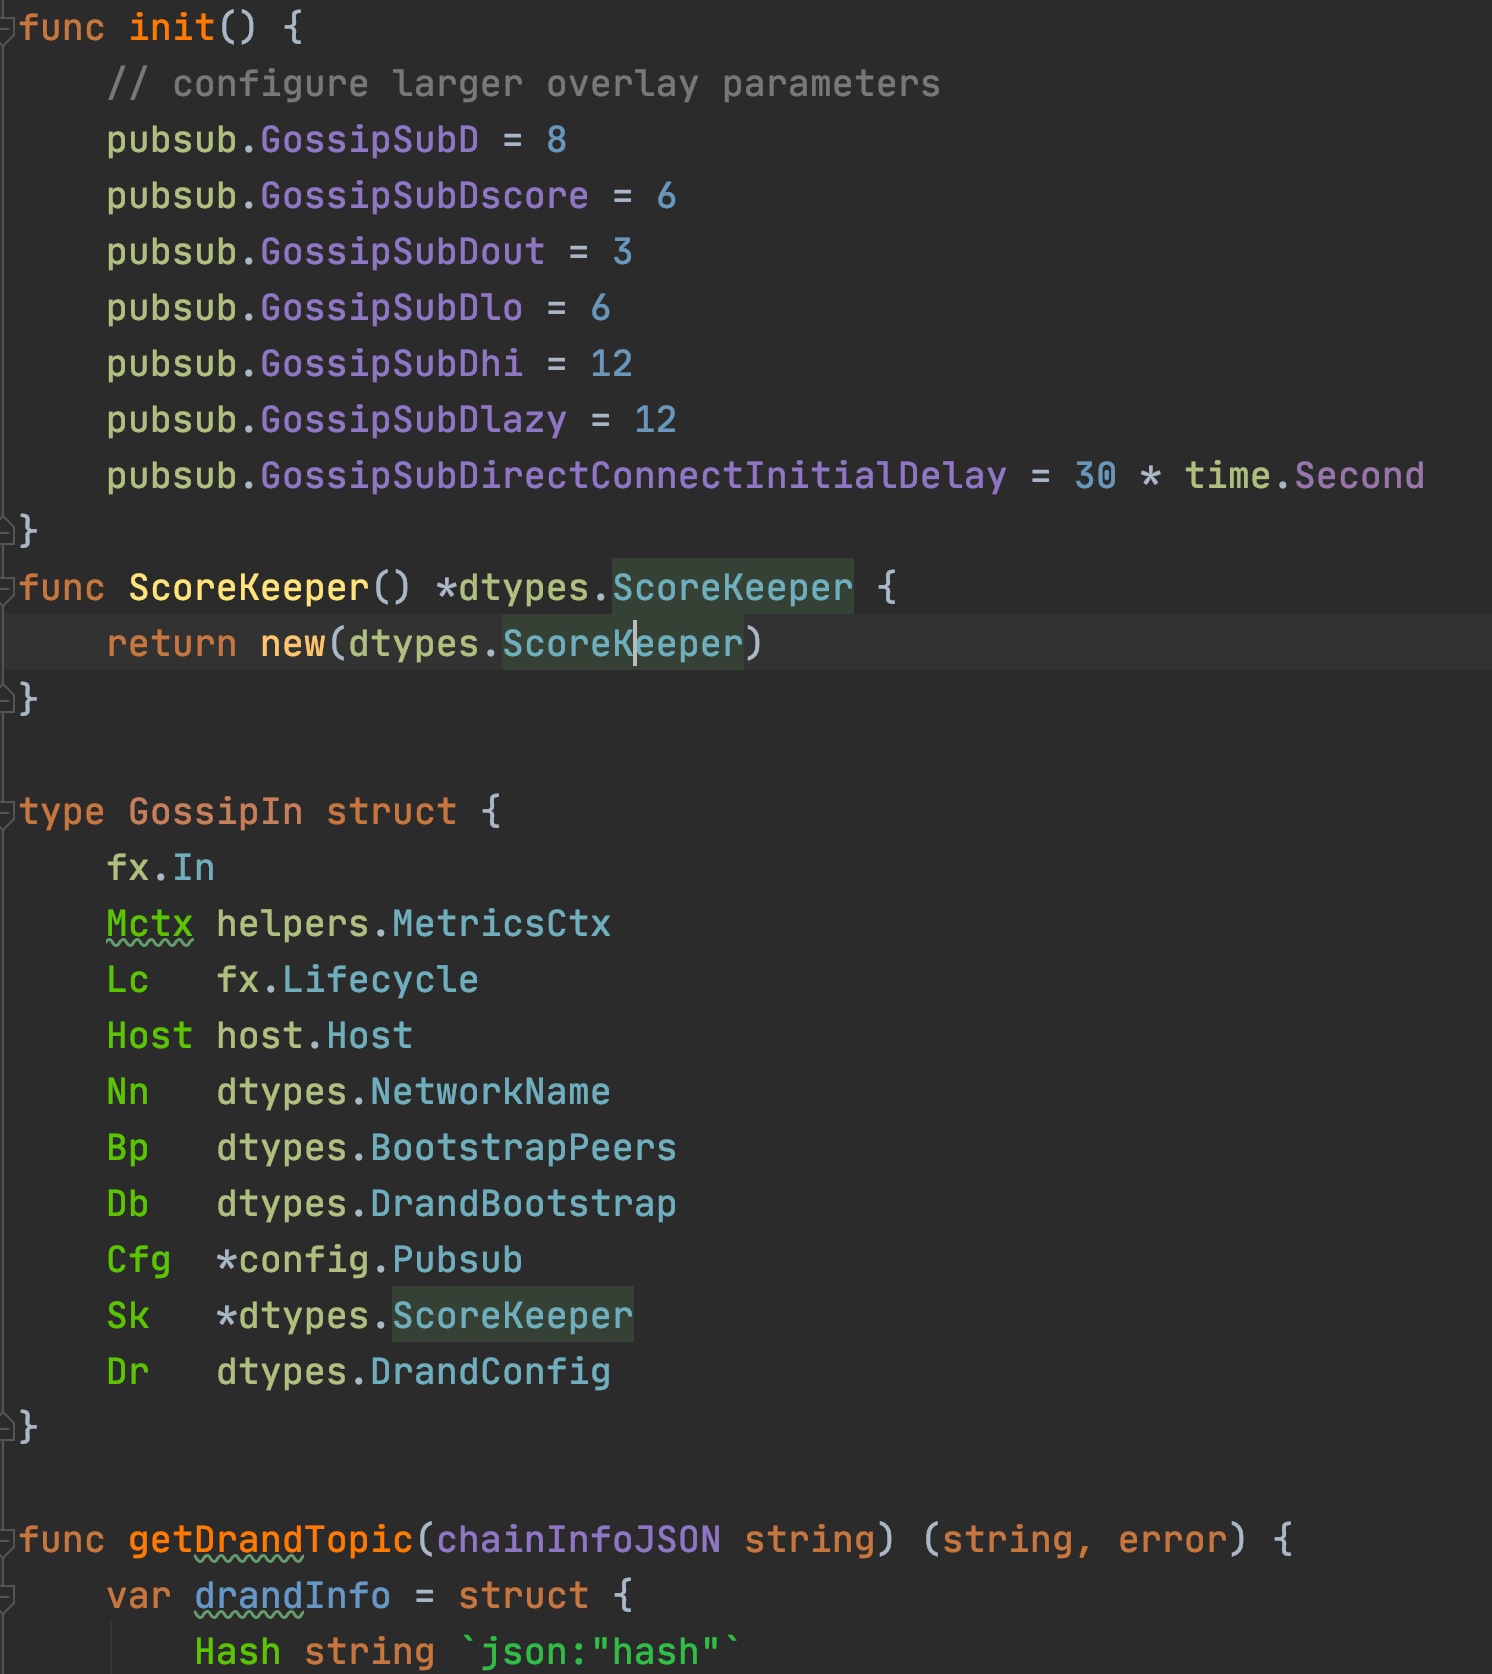 func init() {
    // configure larger overlay parameters
    pubsub.GossipSubD = 8
    pubsub.GossipSubDscore = 6
    pubsub.GossipSubDout = 3
    pubsub.GossipSubDlo = 6
    pubsub.GossipSubDhi = 12
    pubsub.GossipSubDlazy = 12
    pubsub.GossipSubDirectConnectInitialDelay = 30 * time.Second
}
func ScoreKeeper() *dtypes.ScoreKeeper {
    return new(dtypes.ScoreKeeper)
}
type GossipIn struct {
    fx.In
    Mctx helpers.MetricsCtx
    Lc   fx.Lifecycle
    Host host.Host
    Nn   dtypes.NetworkName
    Bp   dtypes.BootstrapPeers
    Db   dtypes.DrandBootstrap
    Cfg  *config.Pubsub
    Sk   *dtypes.ScoreKeeper
    Dr   dtypes.DrandConfig
}
func getDrandTopic(chainInfoJSON string) (string, error) {
    var drandInfo = struct {
        Hash string `json:"hash"`